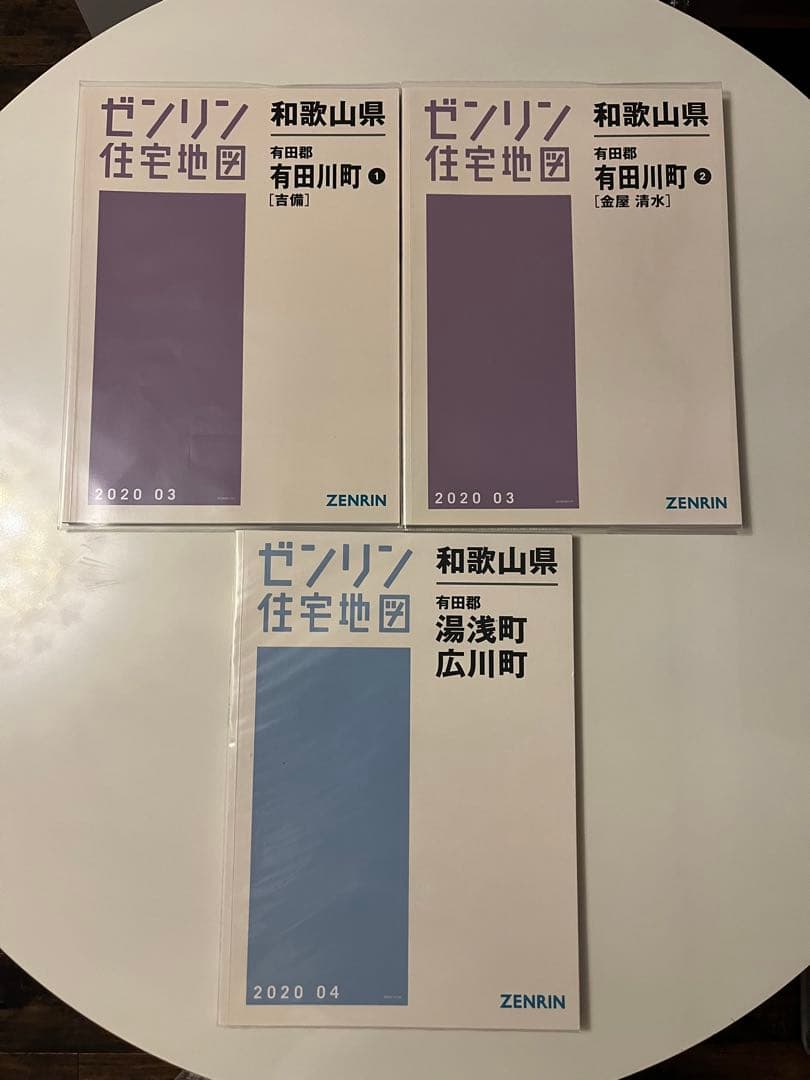 ゼンリン
住宅地図
和歌山県
有田郡
有田川町 1
[吉備]
2020 03
ZENRIN
ゼンリン
住宅地図
和歌山県
有田郡
有田川町 2
[金屋 清水]
2020 03
ZENRIN
ゼンリン
住宅地図
和歌山県
有田郡
湯浅町
広川町
2020 04
ZENRIN